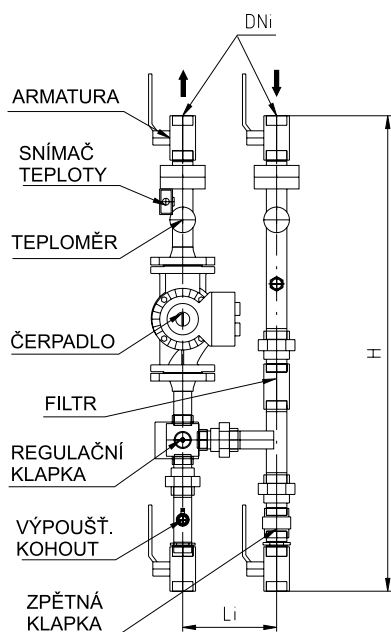 DNi
ARMATURA
SNÍMAČ
TEPLOTY
TEPLOMĚR
ČERPADLO
H
FILTR
REGULAČNÍ
KLAPKA
VÝPOUŠŤ.
KOHOUT
ZPĚTNÁ
KLAPKA
Li